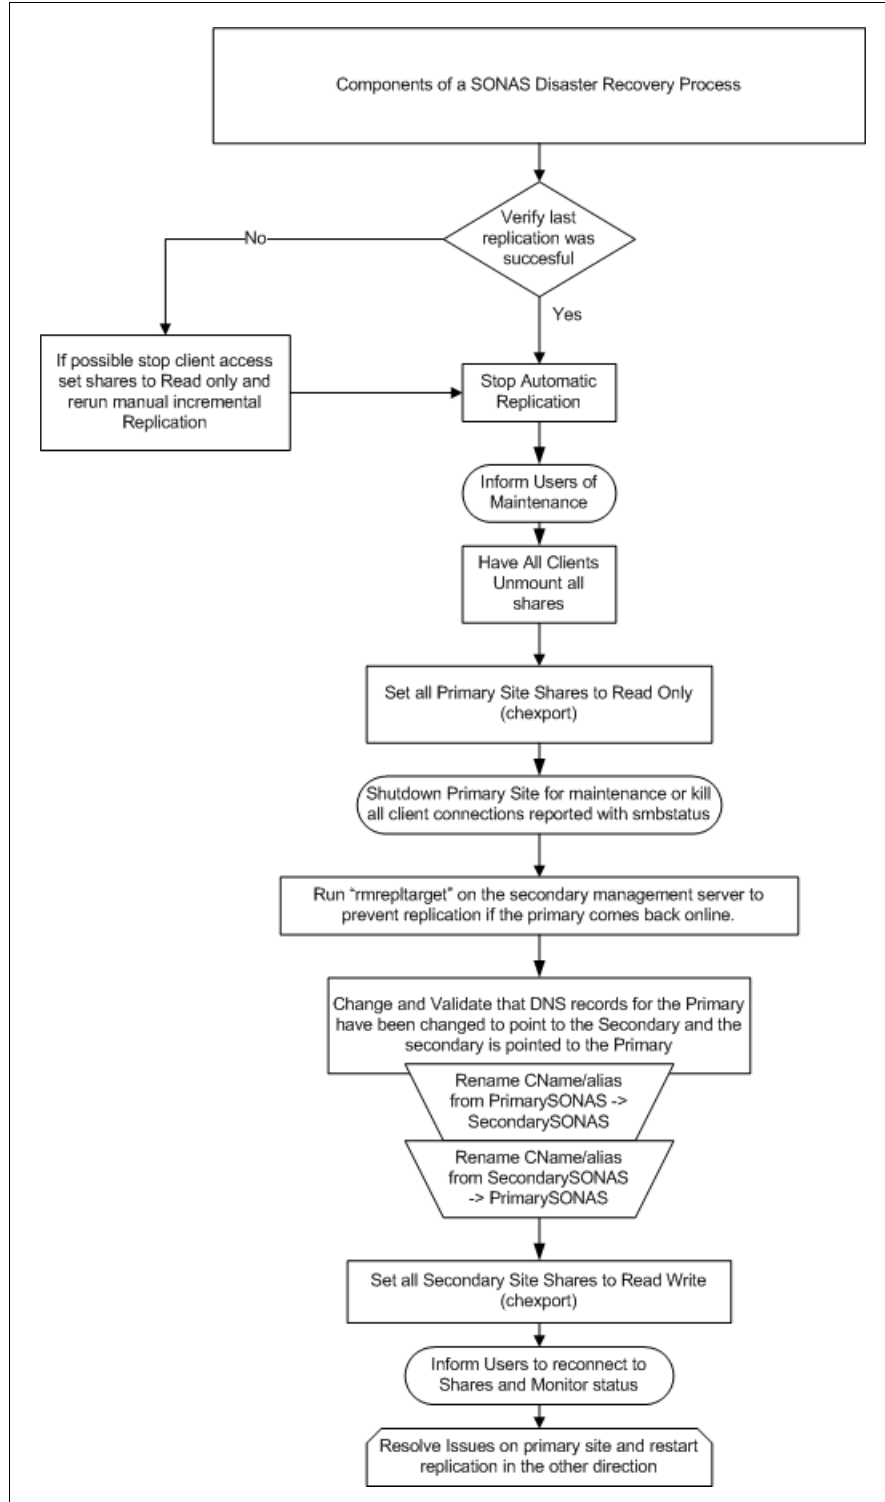 Components of a SONAS Disaster Recovery Process
Verify last
replication was
succesful
No
Yes
If possible stop client access
set shares to Read only and
rerun manual incremental
Replication
Stop Automatic
Replication
Inform Users of
Maintenance
Have All Clients
Unmount all
shares
Set all Primary Site Shares to Read Only
(chexport)
Shutdown Primary Site for maintenance or kill
all client connections reported with smbstatus
Run “rmrepltarget” on the secondary management server to
prevent replication if the primary comes back online.
Change and Validate that DNS records for the Primary
have been changed to point to the Secondary and the
secondary is pointed to the Primary
Rename CName/alias
from PrimarySONAS ->
SecondarySONAS
Rename CName/alias
from SecondarySONAS
-> PrimarySONAS
Set all Secondary Site Shares to Read Write
(chexport)
Inform Users to reconnect to
Shares and Monitor status
Resolve Issues on primary site and restart
replication in the other direction